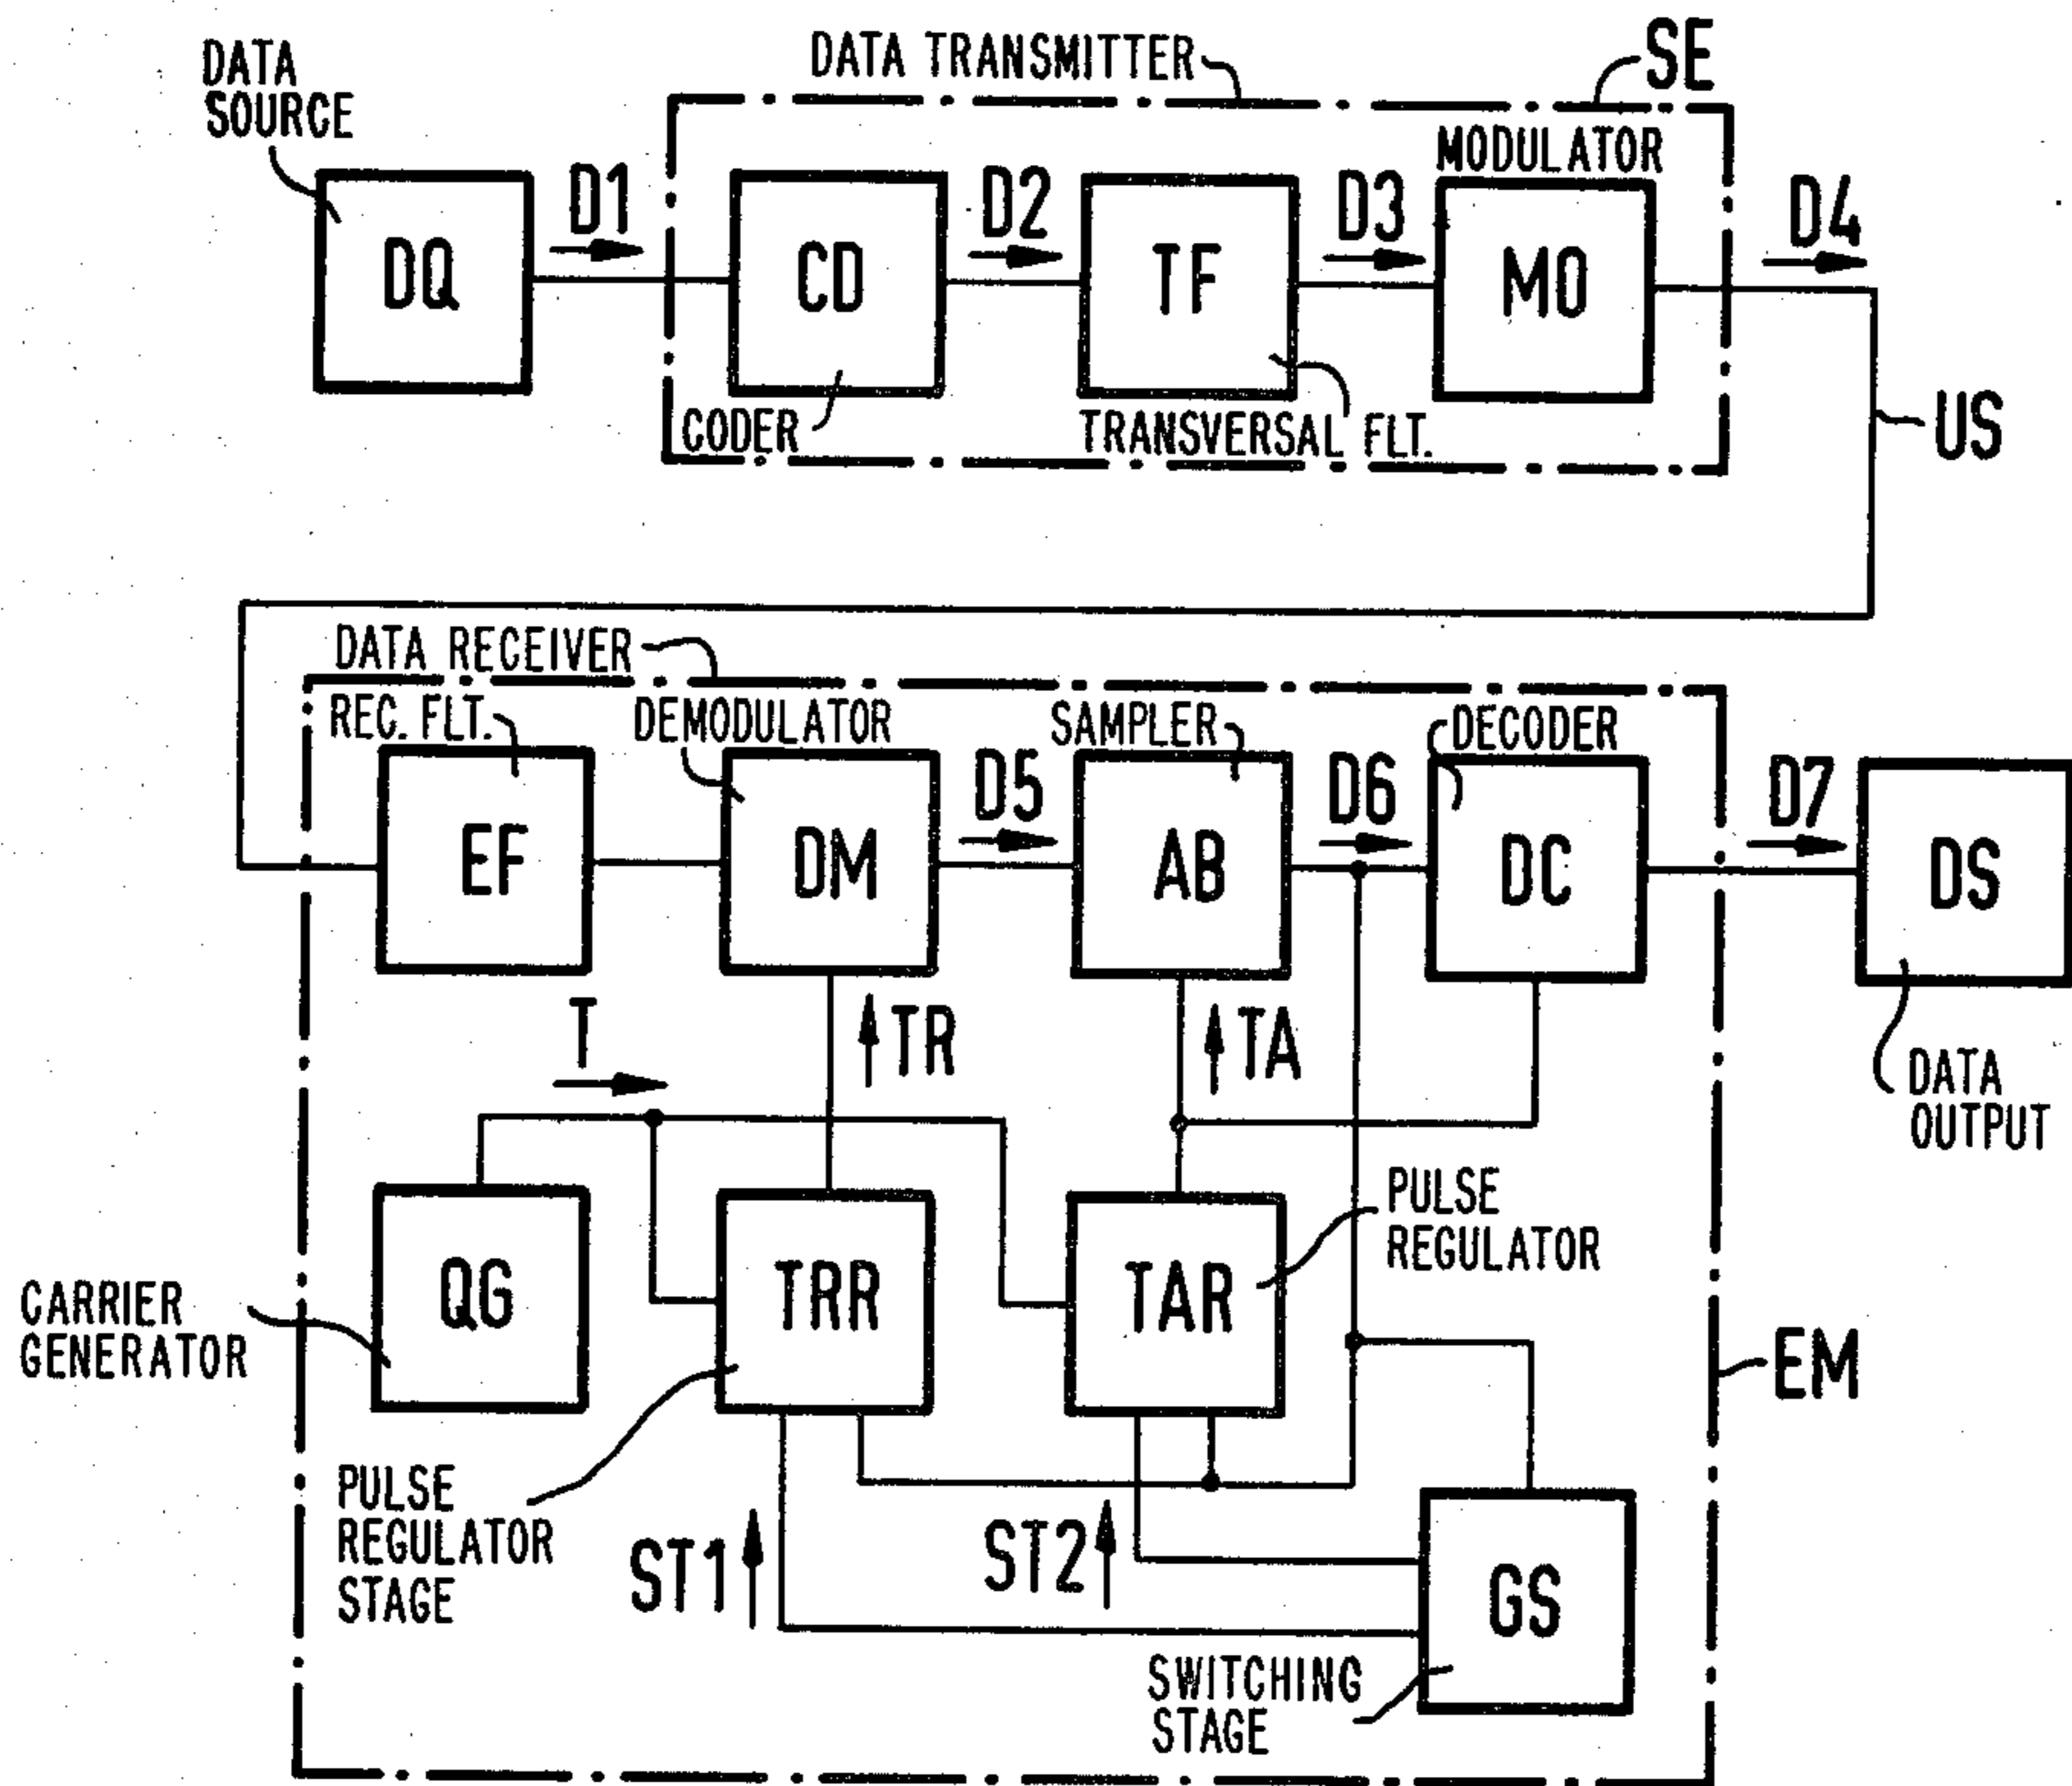 DATA TRANSMITTER
SE
DATA
SOURCE
MODULATOR
D1
D2
D3
D4
DQ
CD
TF
MO
CODER
TRANSVERSAL FLT.
US
DATA RECEIVER
REC. FLT.
DEMODULATOR
SAMPLER
DECODER
D5
D6
D7
EF
DM
AB
DC
DS
T
TR
TA
DATA
OUTPUT
PULSE
REGULATOR
QG
TRR
TAR
CARRIER
GENERATOR
EM
PULSE
REGULATOR
STAGE
ST1
ST2
GS
SWITCHING
STAGE